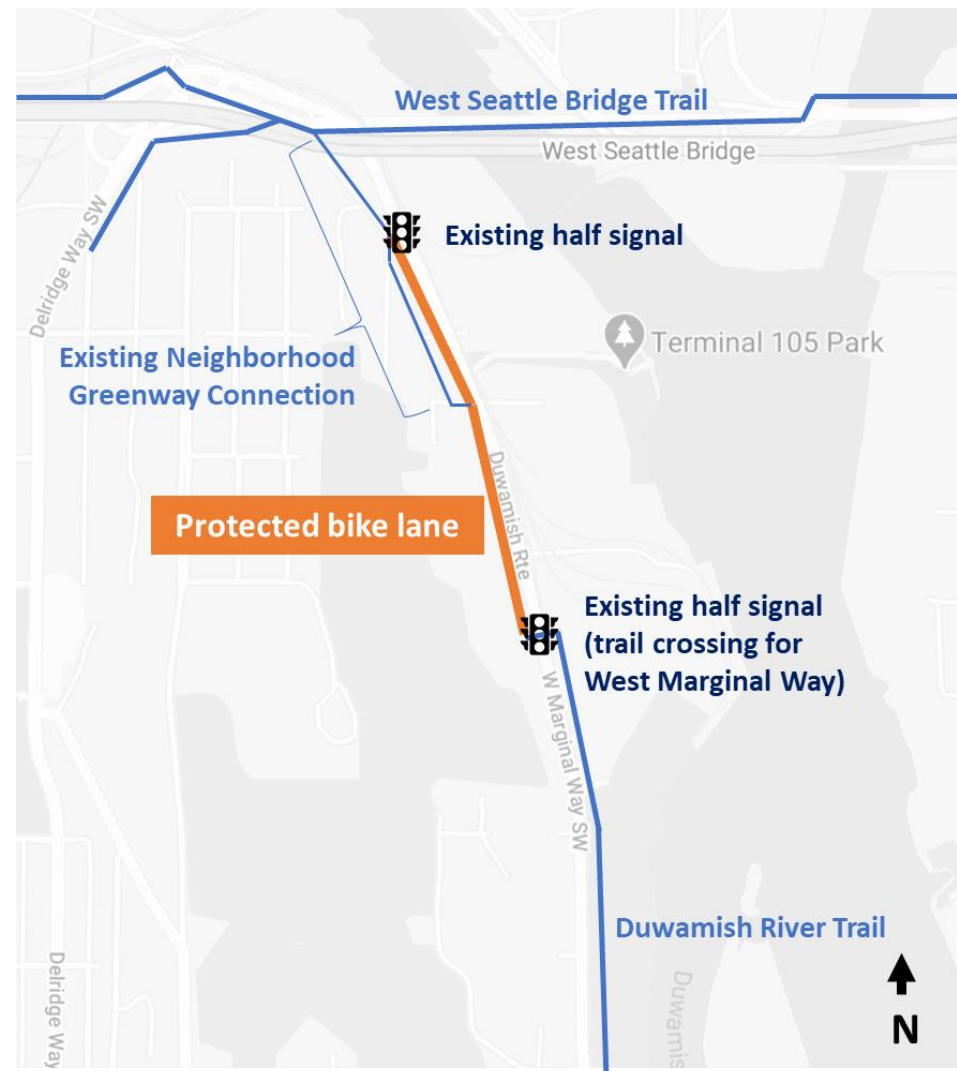 West Seattle Bridge Trail
West Seattle Bridge
Delridge Way SW
Existing half signal
Terminal 105 Park
Existing Neighborhood
Greenway Connection
Duwamish Rte
Protected bike lane
Existing half signal
(trail crossing for
West Marginal Way)
W Marginal Way SW
Duwamish River Trail
Delridge Way
Duwamis
N